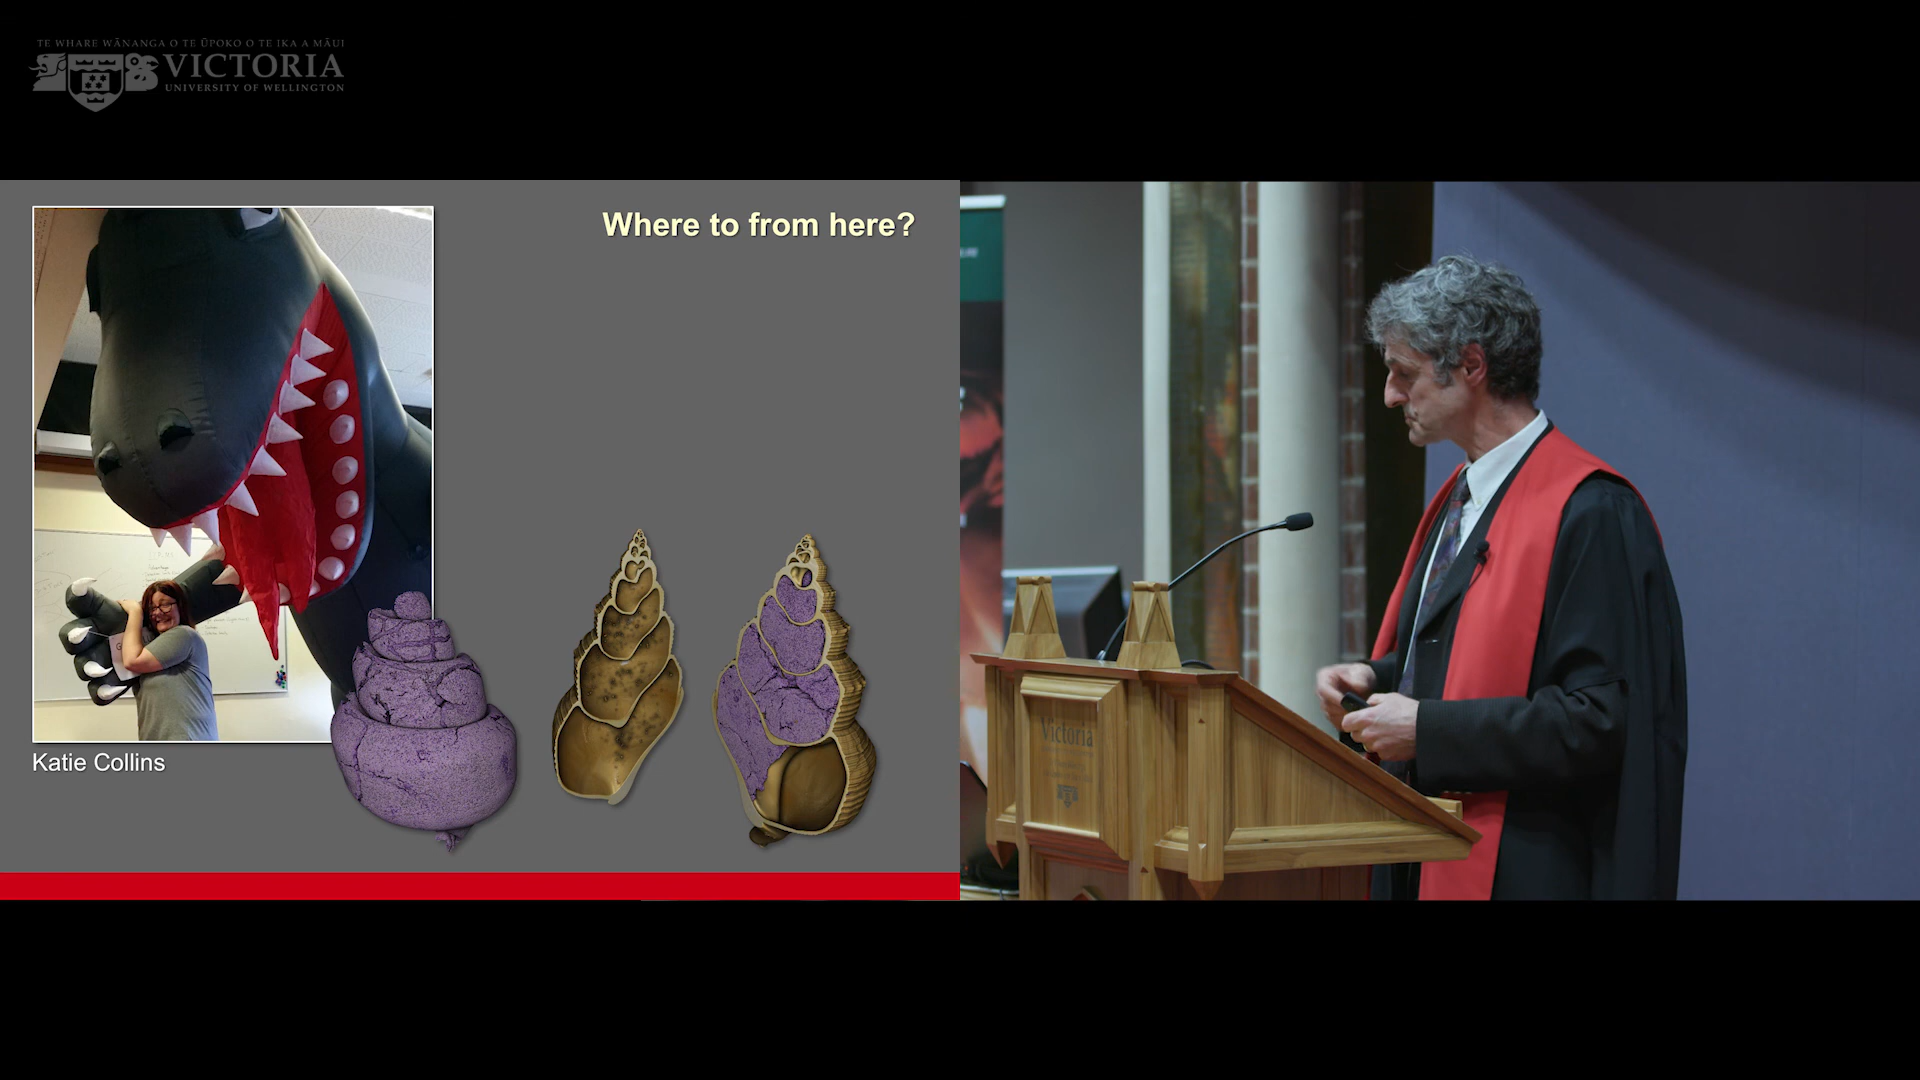 TE WHARE WĀNANGA O TE ŪPOKO O TE IKA A MĀUI
VICTORIA
UNIVERSITY OF WELLINGTON
Where to from here?
Katie Collins
Victoria